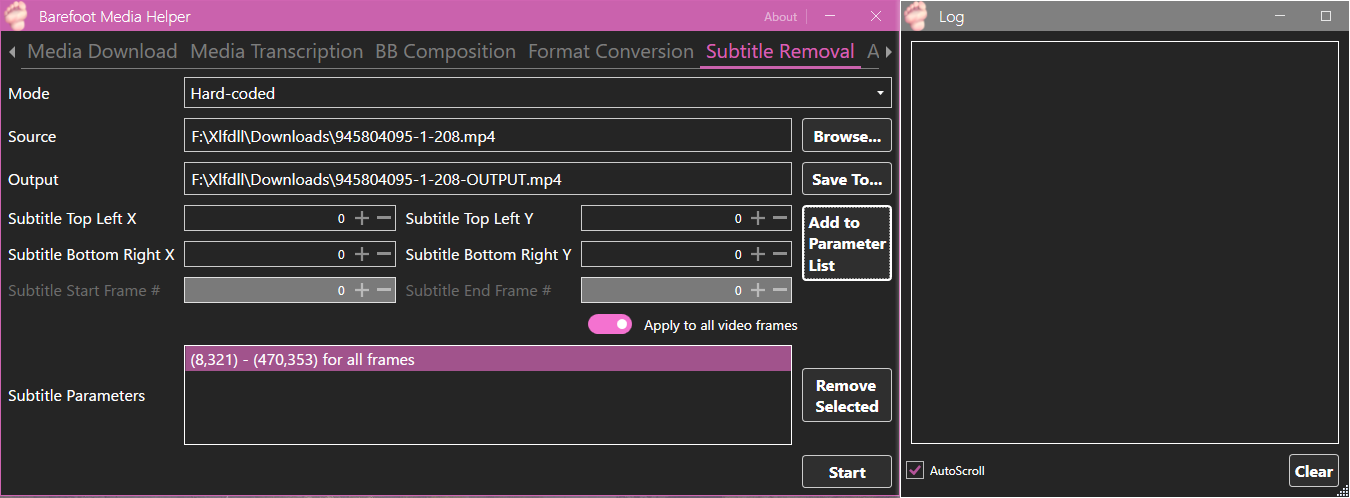 Barefoot Media Helper
About
Log
Media Download
Media Transcription
BB Composition
Format Conversion
Subtitle Removal
A
Mode
Hard-coded
Source
F:\Xlfdll\Downloads\945804095-1-208.mp4
Browse...
Output
F:\Xlfdll\Downloads\945804095-1-208-OUTPUT.mp4
Save To...
Subtitle Top Left X
0
Subtitle Top Left Y
0
Add to
Parameter
List
Subtitle Bottom Right X
0
Subtitle Bottom Right Y
0
Subtitle Start Frame #
0
Subtitle End Frame #
0
Apply to all video frames
Subtitle Parameters
(8,321) - (470,353) for all frames
Remove
Selected
Start
AutoScroll
Clear